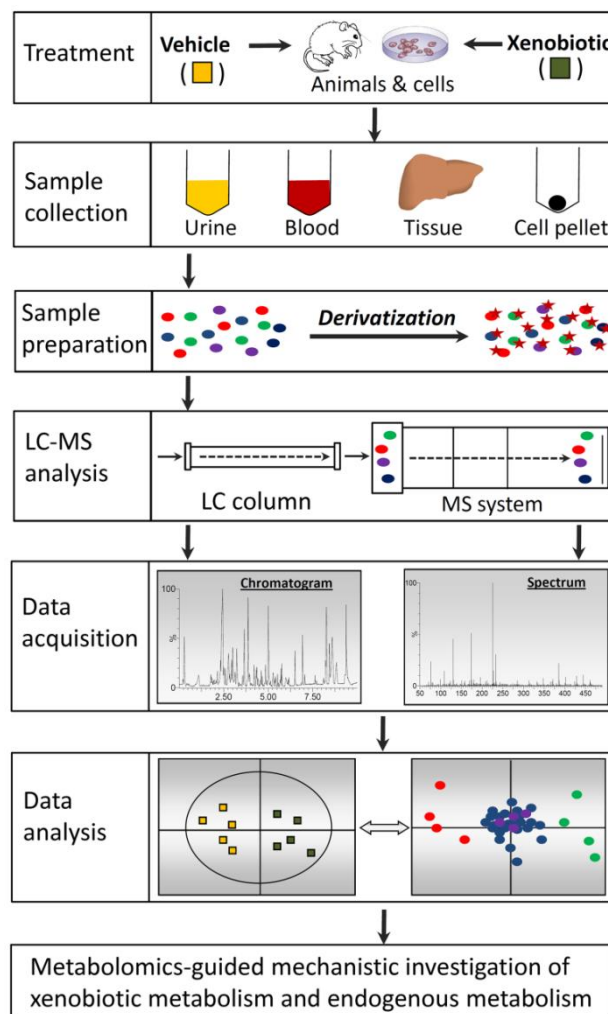 Treatment
Vehicle
( )
Animals & cells
Xenobiotic
( )
Sample
collection
Urine
Blood
Tissue
Cell pellet
Sample
preparation
Derivatization
LC-MS
analysis
LC column
MS system
Data
acquisition
Chromatogram
100
%
0
2.50
5.00
7.50
Spectrum
100
%
0
50
100
150
200
250
300
350
400
450
Data
analysis
Metabolomics-guided mechanistic investigation of
xenobiotic metabolism and endogenous metabolism